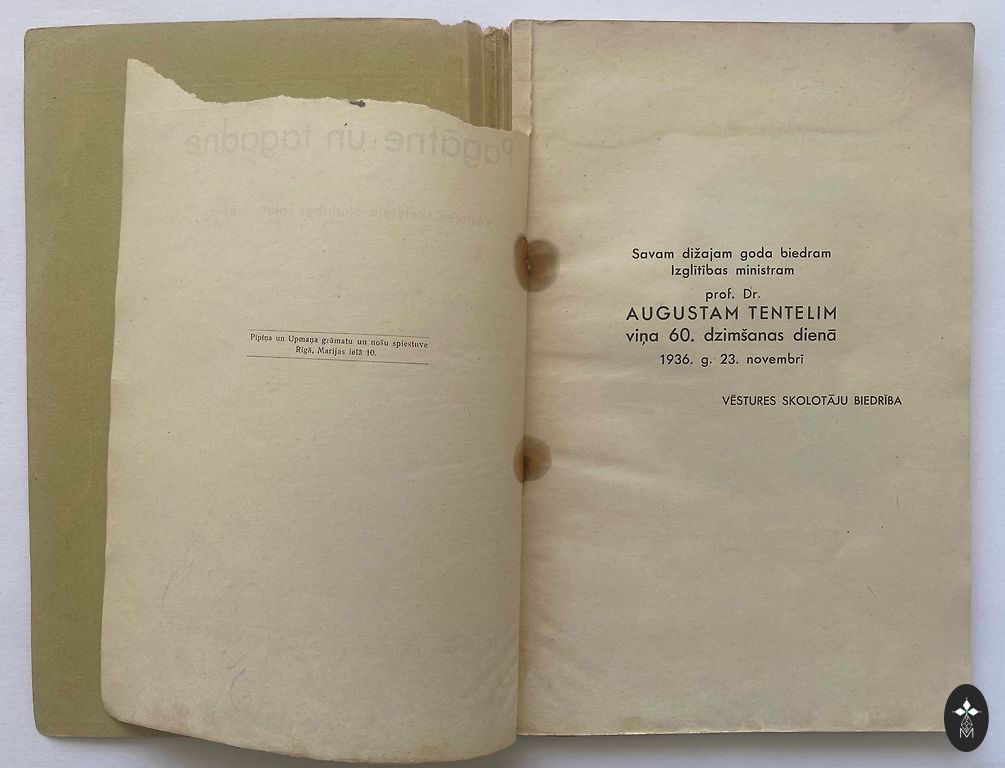 Pipiņa un Upmaņa grāmatu un nošu spiestuve
Rīgā, Marijas ielā 10.
Savam dižajam goda biedram
Izglītības ministram
prof. Dr.
AUGUSTAM TENTELIM
viņa 60. dzimšanas dienā
1936. g. 23. novembrī
VĒSTURES SKOLOTĀJU BIEDRĪBA